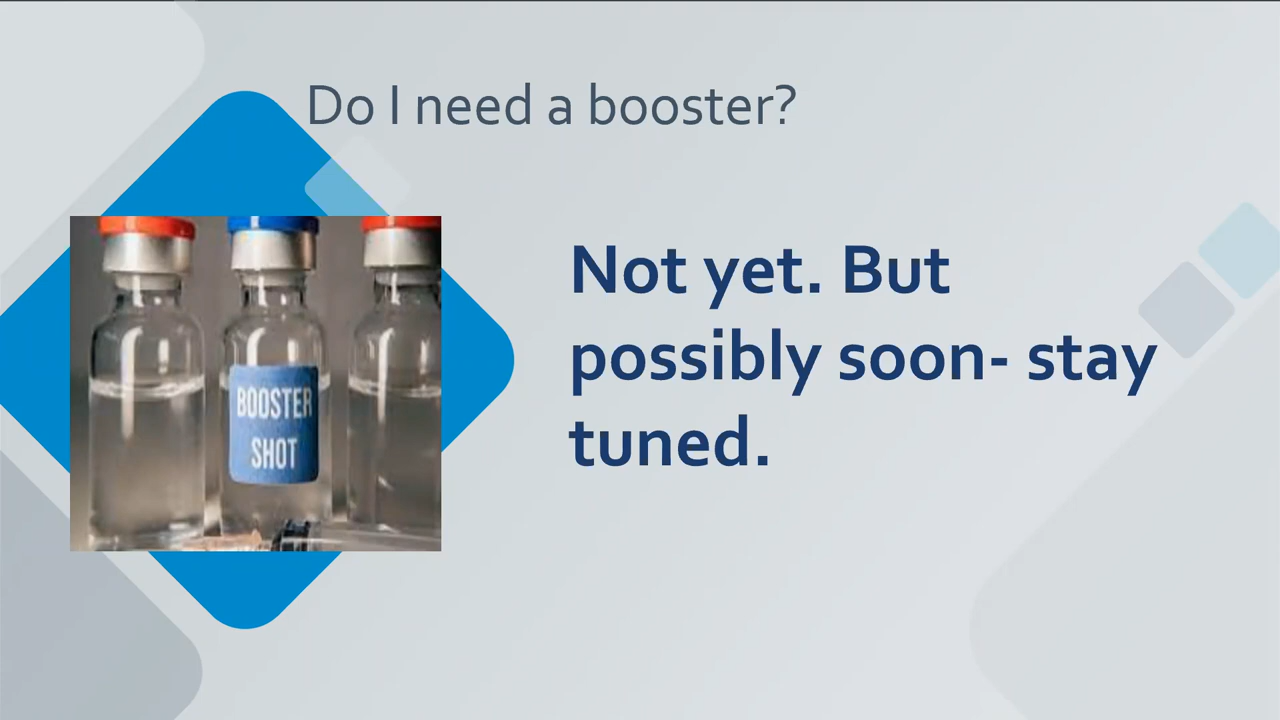 Do I need a booster?
Not yet. But
possibly soon- stay
tuned.
BOOSTER
SHOT